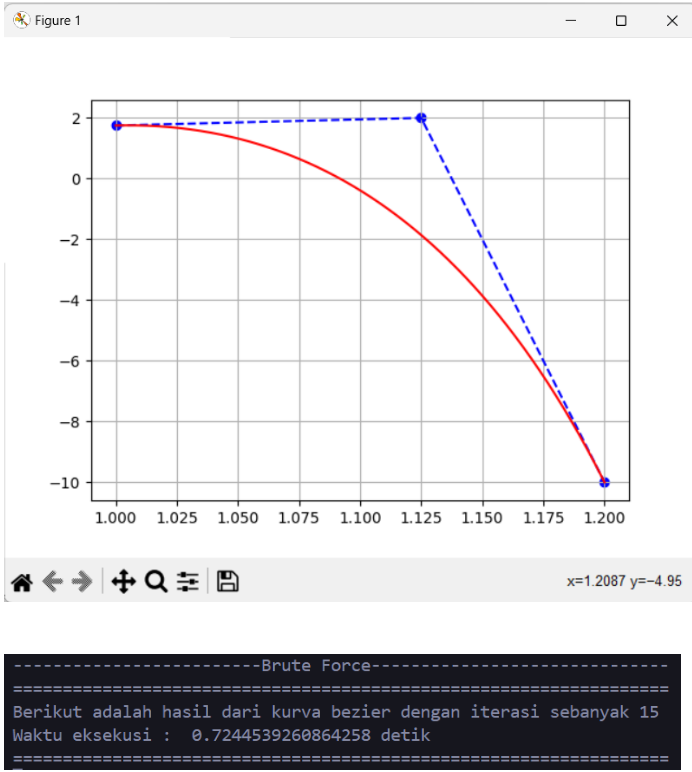 Figure 1
2
0
−2
−4
−6
−8
−10
1.000 1.025 1.050 1.075 1.100 1.125 1.150 1.175 1.200
x=1.2087 y=−4.95
-------------------------Brute Force------------------------------
==================================================================
Berikut adalah hasil dari kurva bezier dengan iterasi sebanyak 15
Waktu eksekusi :  0.7244539260864258 detik
==================================================================